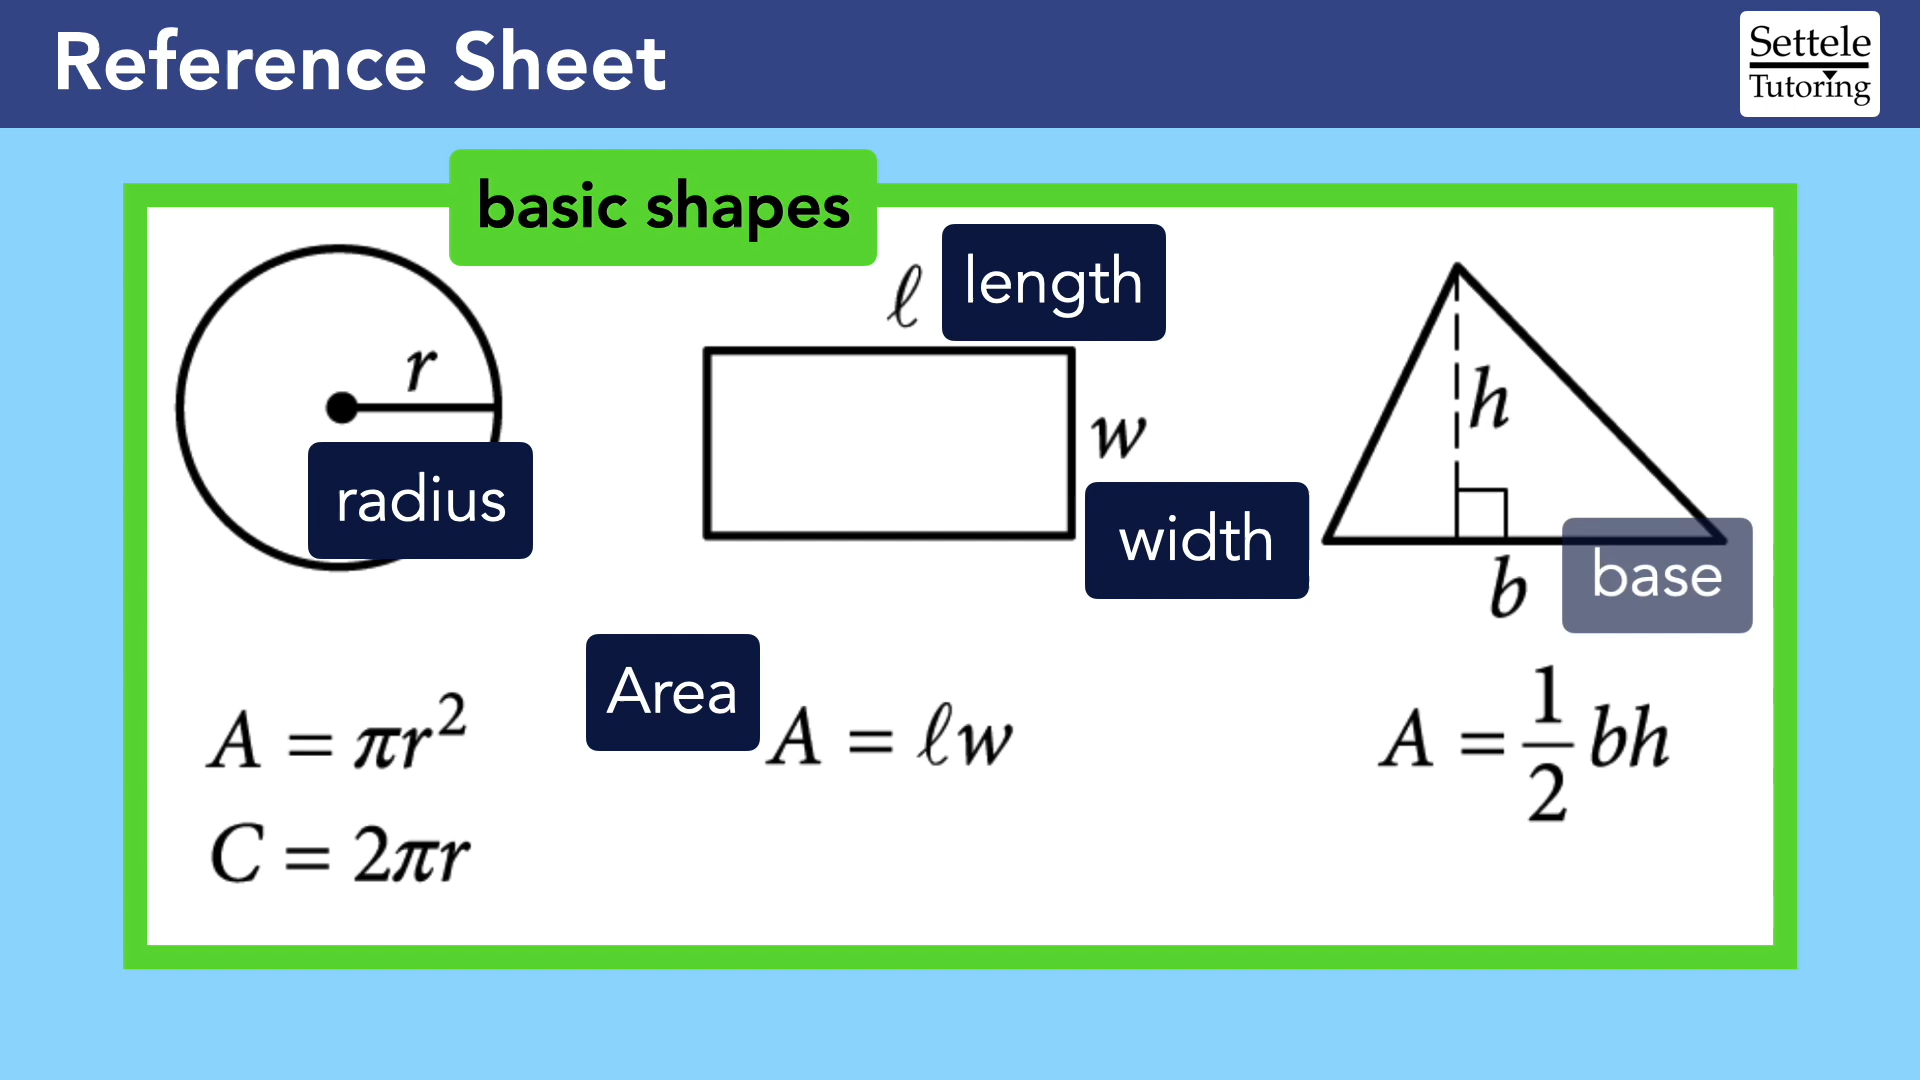 Reference Sheet
Settele
Tutoring
basic shapes
r
radius
ℓ
length
w
width
h
b
base
A = πr²
C = 2πr
Area
A = ℓw
A = 1/2 bh